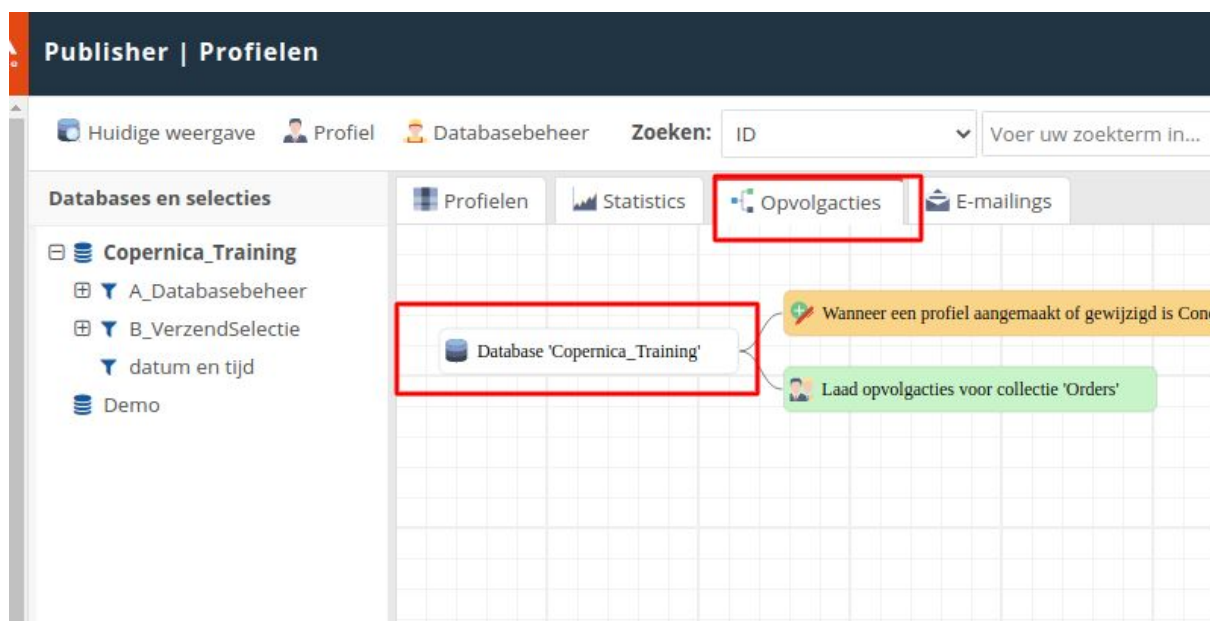 Publisher | Profielen
Huidige weergave Profiel Databasebeheer Zoeken: ID Voer uw zoekterm in...
Databases en selecties
Profielen Statistics Opvolgacties E-mailings
Copernica_Training
A_Databasebeheer
B_VerzendSelectie
datum en tijd
Demo
Wanneer een profiel aangemaakt of gewijzigd is
Database 'Copernica_Training'
Laad opvolgacties voor collectie 'Orders'